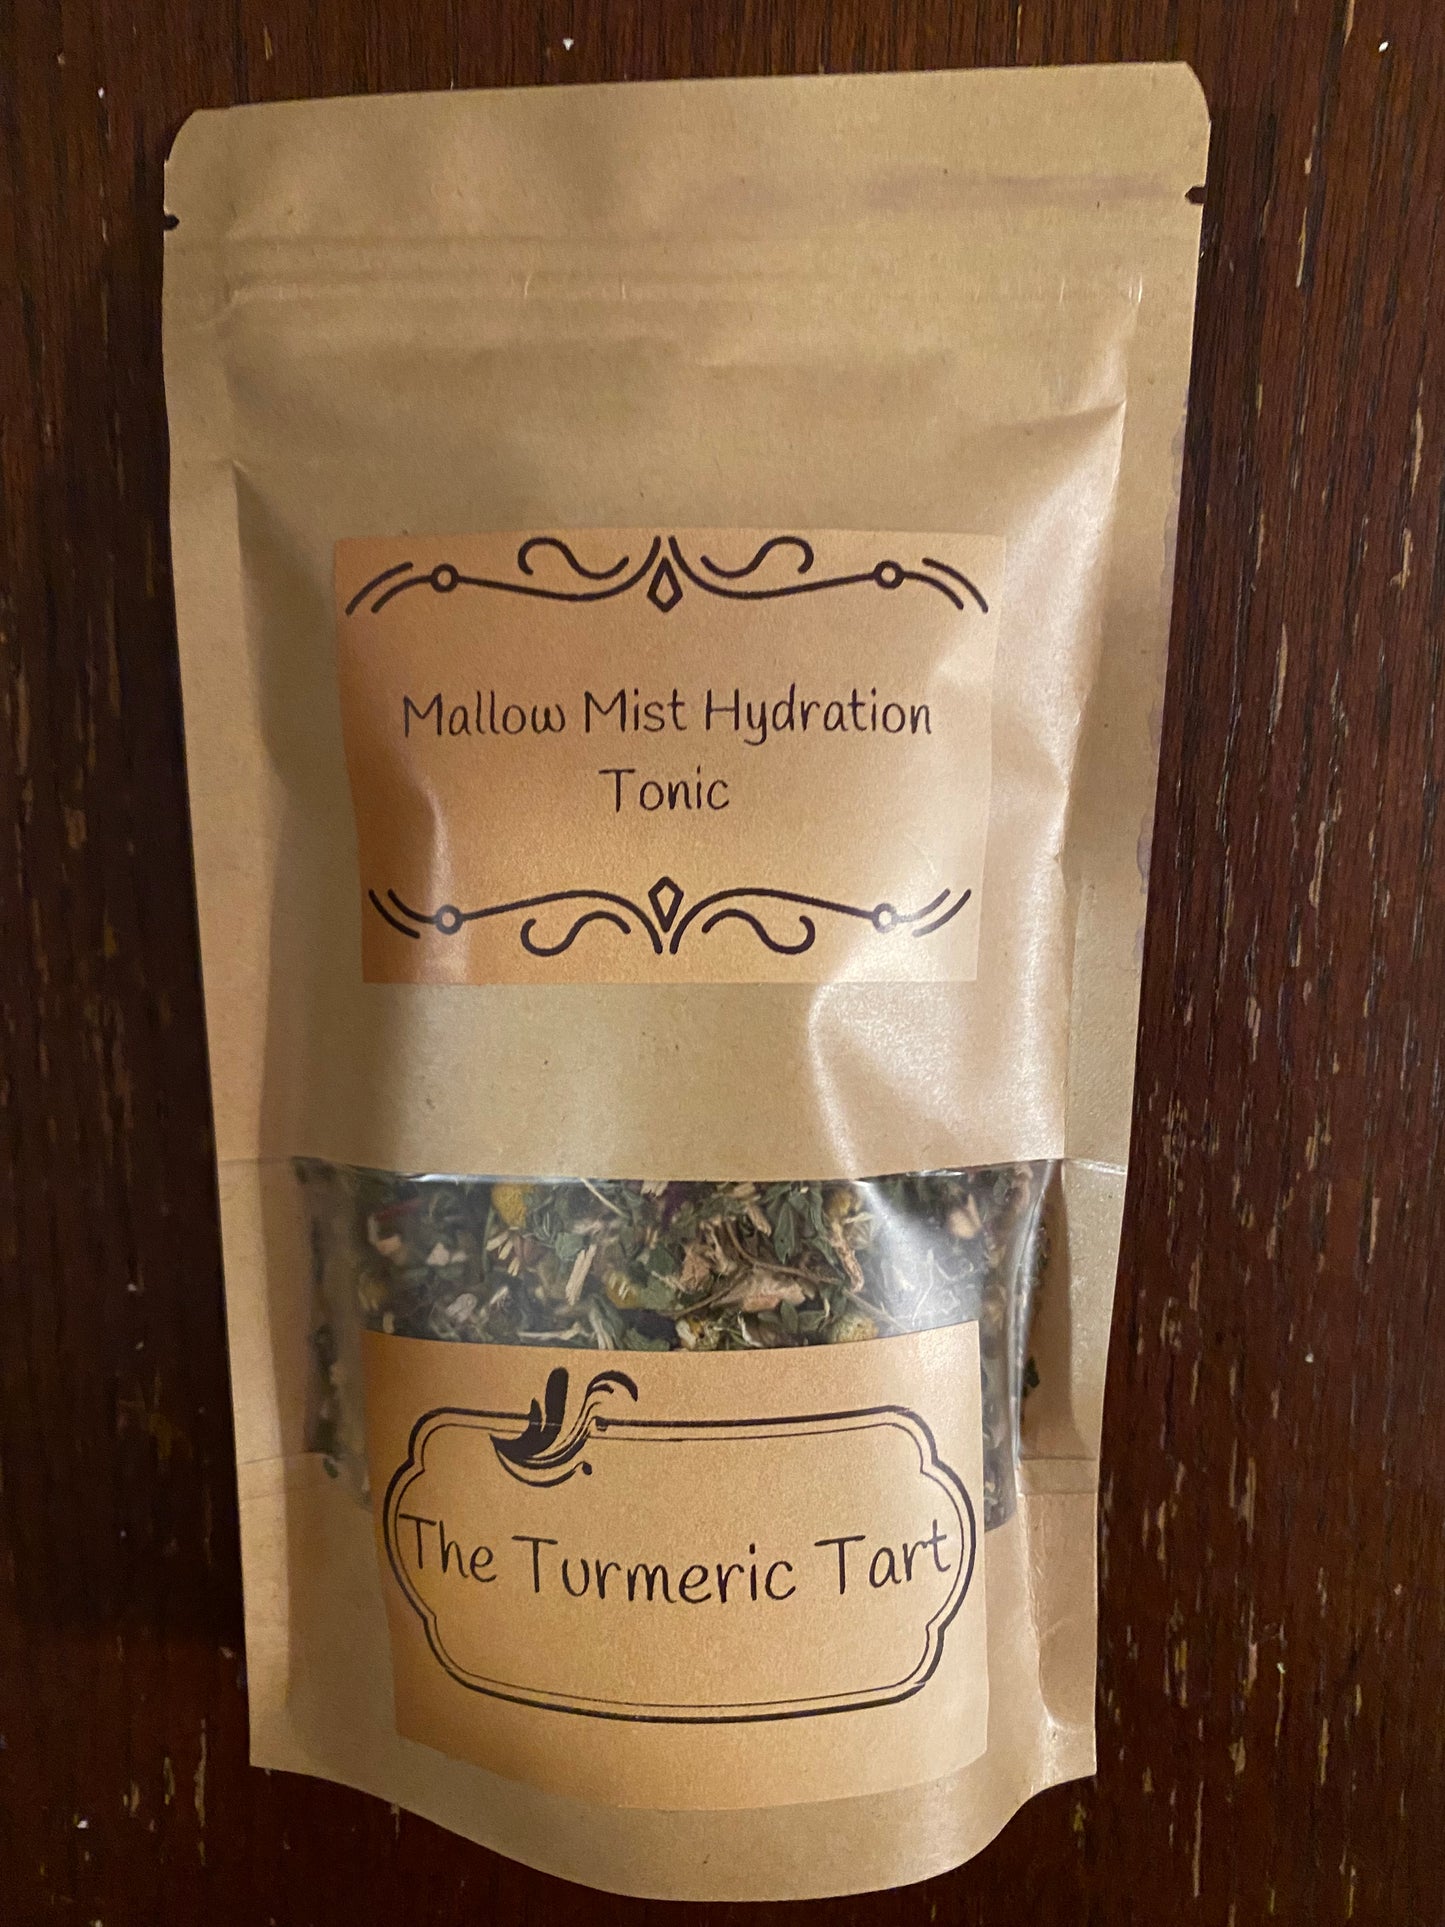 Mallow Mist Hydration
Tonic
The Turmeric Tart